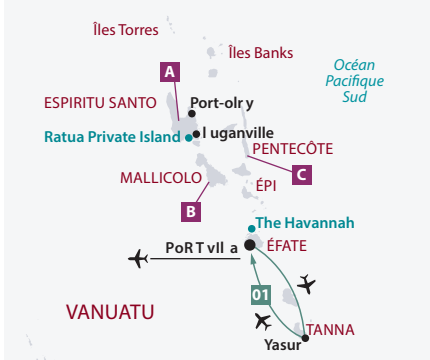 Îles Torres
Îles Banks
Océan
Pacifique
Sud
A
ESPIRITU SANTO
Port-olr y
l uganville
Ratua Private Island
PENTECÔTE
C
MALLICOLO
ÉPI
B
The Havannah
PoR T vIl a
ÉFATE
01
VANUATU
TANNA
Yasur